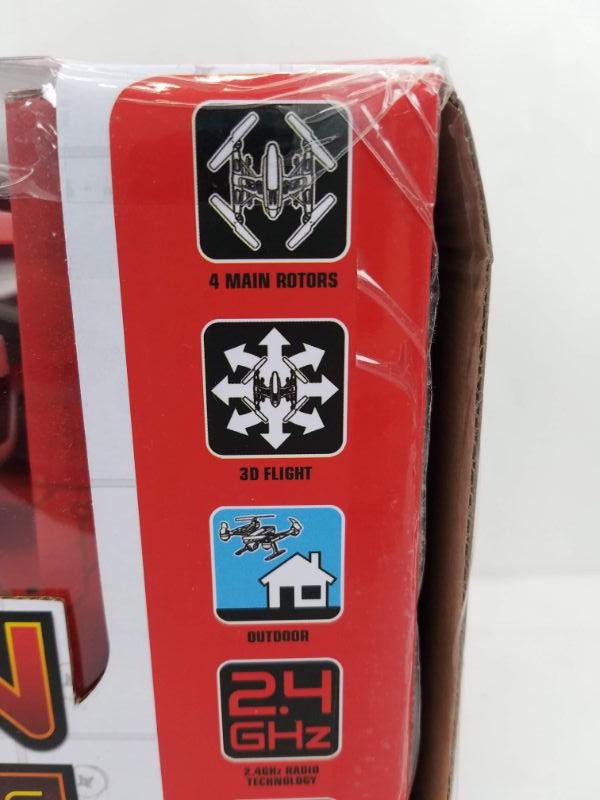 4 MAIN ROTORS
3D FLIGHT
OUTDOOR
2.4
GHz
2.4GHz RADIO
TECHNOLOGY
N